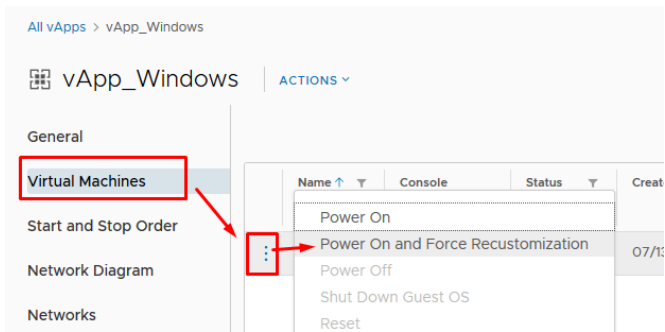 All vApps > vApp_Windows
vApp_Windows
ACTIONS
General
Virtual Machines
Name Console Status Creat
Power On
Start and Stop Order
Power On and Force Recustomization 07/13
Network Diagram
Power Off
Shut Down Guest OS
Networks
Reset